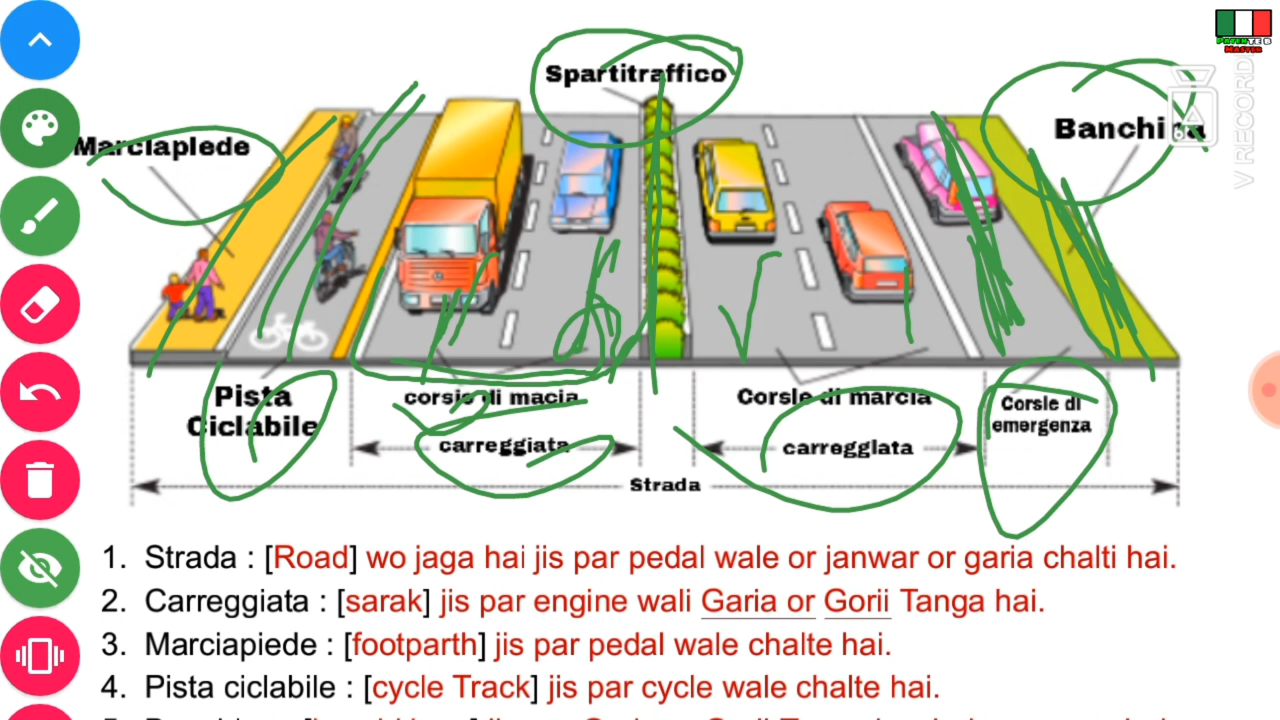 Spartitraffico
Marciapiede
Banchina
V RECORD
Pista
Ciclabile
corsie di macia
carreggiata
Corsie di marcia
carreggiata
Corsie di
emergenza
Strada
1. Strada : [Road] wo jaga hai jis par pedal wale or janwar or garia chalti hai.
2. Carreggiata : [sarak] jis par engine wali Garia or Gorii Tanga hai.
3. Marciapiede : [footparth] jis par pedal wale chalte hai.
4. Pista ciclabile : [cycle Track] jis par cycle wale chalte hai.